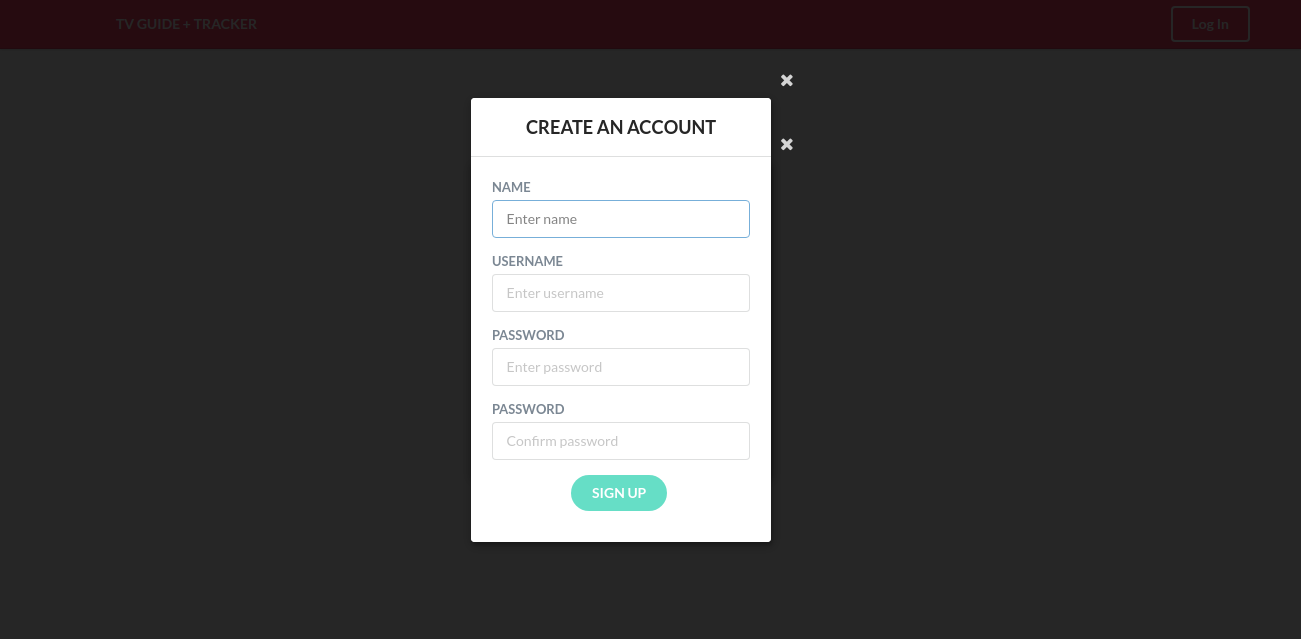 TV GUIDE + TRACKER
Log In
CREATE AN ACCOUNT
NAME
Enter name
USERNAME
Enter username
PASSWORD
Enter password
PASSWORD
Confirm password
SIGN UP